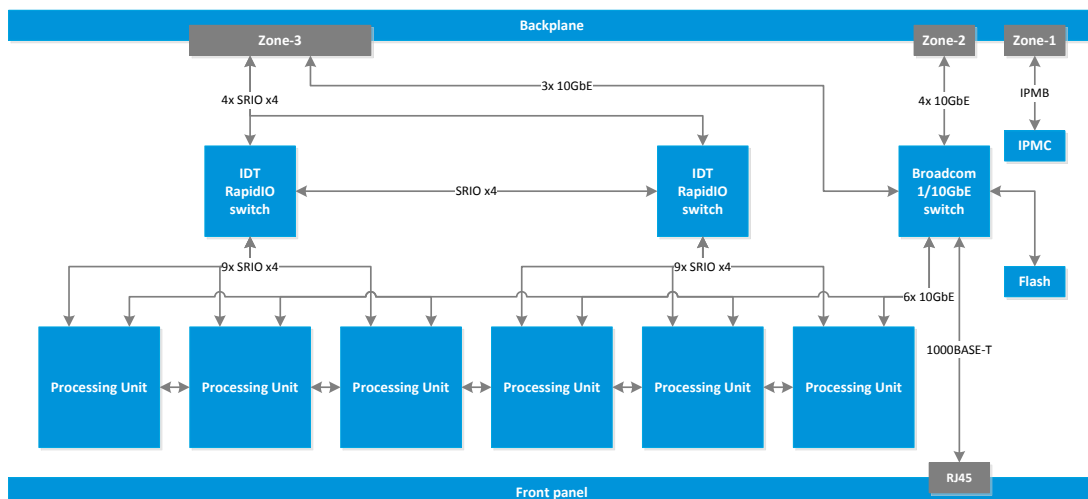 Backplane
Zone-3
Zone-2
Zone-1
4x SRIO x4
3x 10GbE
4x 10GbE
IPMB
IPMC
IDT
RapidIO
switch
SRIO x4
IDT
RapidIO
switch
Broadcom
1/10GbE
switch
9x SRIO x4
9x SRIO x4
Flash
6x 10GbE
1000BASE-T
Processing Unit
Processing Unit
Processing Unit
Processing Unit
Processing Unit
Processing Unit
RJ45
Front panel